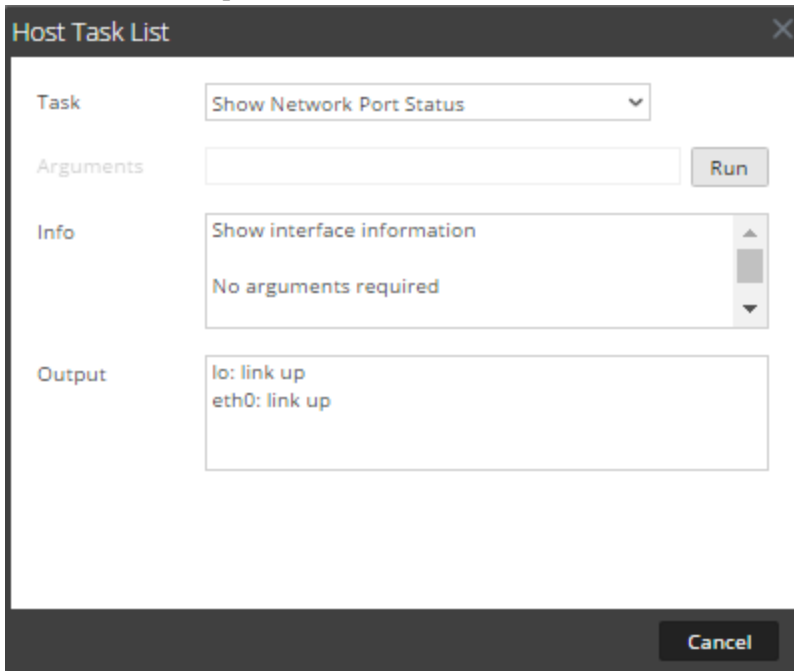 Host Task List
Task
Show Network Port Status
Arguments
Run
Info
Show interface information
No arguments required
Output
lo: link up
eth0: link up
Cancel